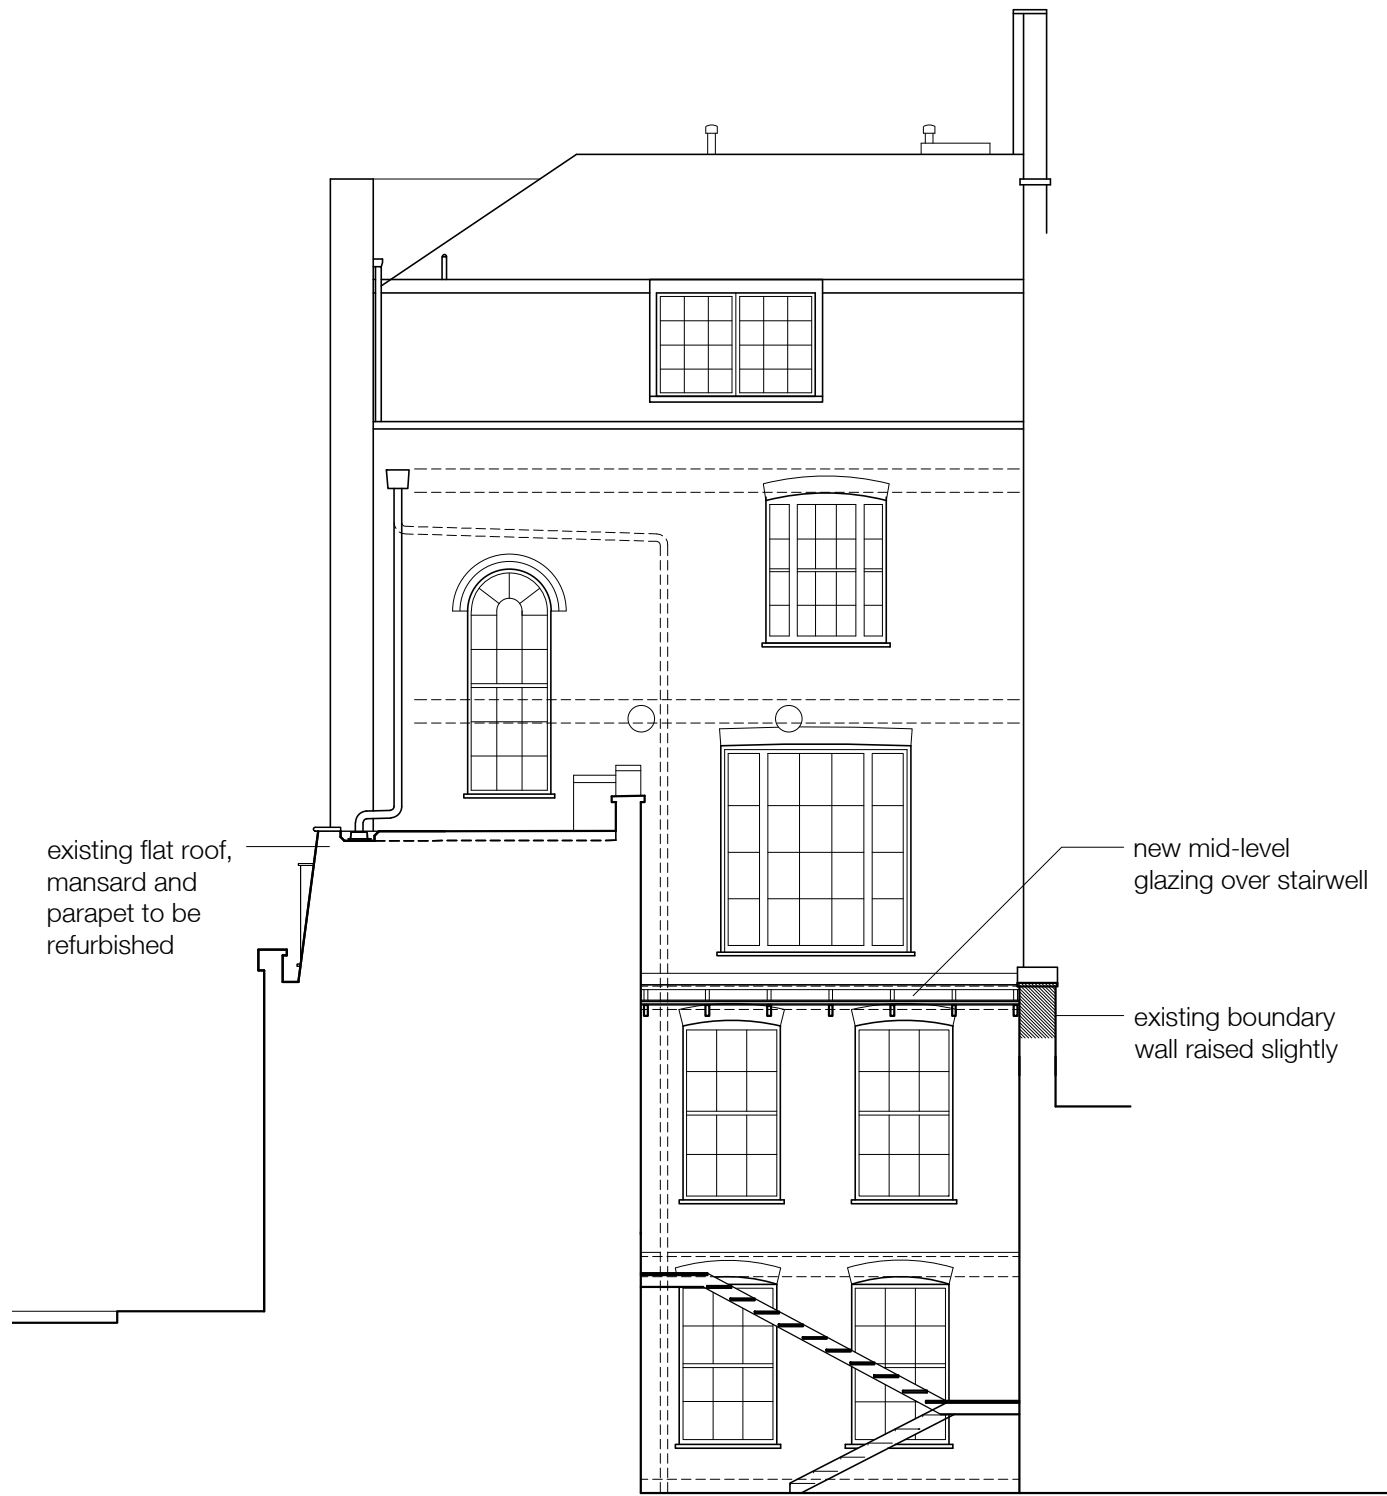 existing flat roof,
mansard and
parapet to be
refurbished
new mid-level
glazing over stairwell
existing boundary
wall raised slightly